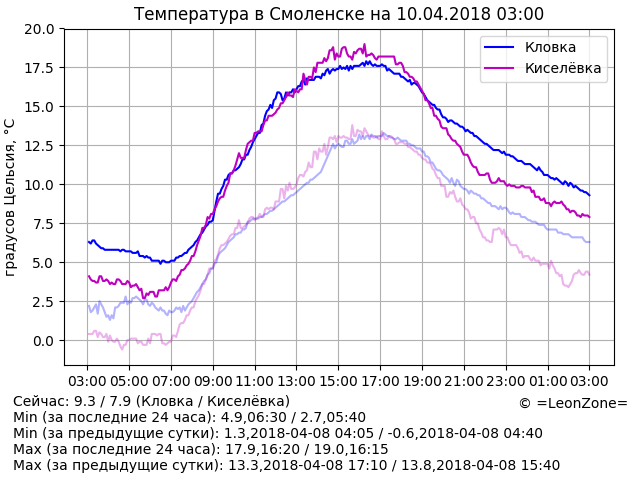 Температура в Смоленске на 10.04.2018 03:00
градусов Цельсия, °C
20.0
17.5
15.0
12.5
10.0
7.5
5.0
2.5
0.0
Кловка
Киселёвка
03:00 05:00 07:00 09:00 11:00 13:00 15:00 17:00 19:00 21:00 23:00 01:00 03:00
Сейчас: 9.3 / 7.9 (Кловка / Киселёвка)
© =LeonZone=
Min (за последние 24 часа): 4.9,06:30 / 2.7,05:40
Min (за предыдущие сутки): 1.3,2018-04-08 04:05 / -0.6,2018-04-08 04:40
Max (за последние 24 часа): 17.9,16:20 / 19.0,16:15
Max (за предыдущие сутки): 13.3,2018-04-08 17:10 / 13.8,2018-04-08 15:40